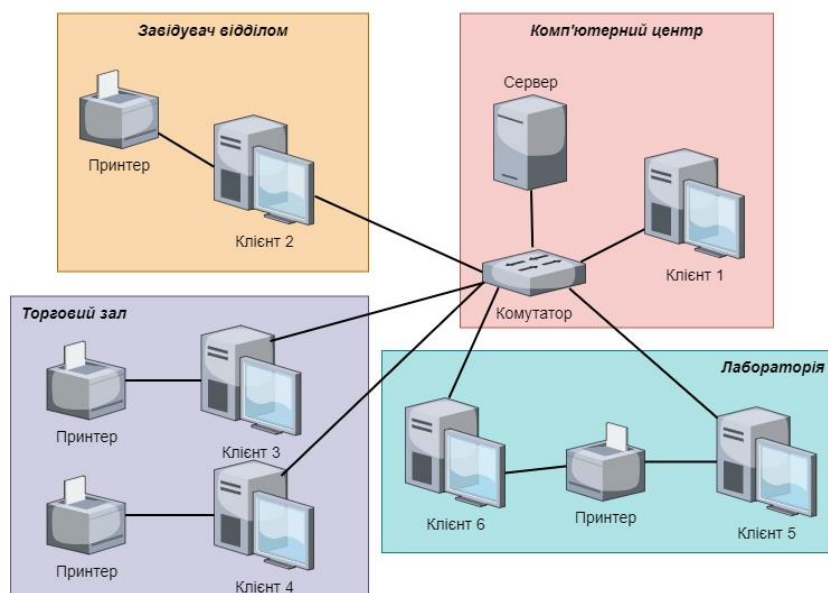 Завідувач відділом
Принтер
Клієнт 2
Комп'ютерний центр
Сервер
Клієнт 1
Комутатор
Торговий зал
Принтер
Клієнт 3
Принтер
Клієнт 4
Лабораторія
Клієнт 6
Принтер
Клієнт 5